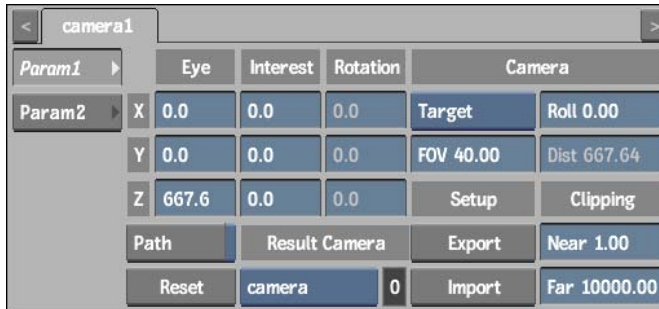 < camera1 >
Param1 Eye Interest Rotation Camera
Param2 X 0.0 0.0 0.0 Target Roll 0.00
Y 0.0 0.0 0.0 FOV 40.00 Dist 667.64
Z 667.6 0.0 0.0 Setup Clipping
Path Result Camera Export Near 1.00
Reset camera 0 Import Far 10000.00